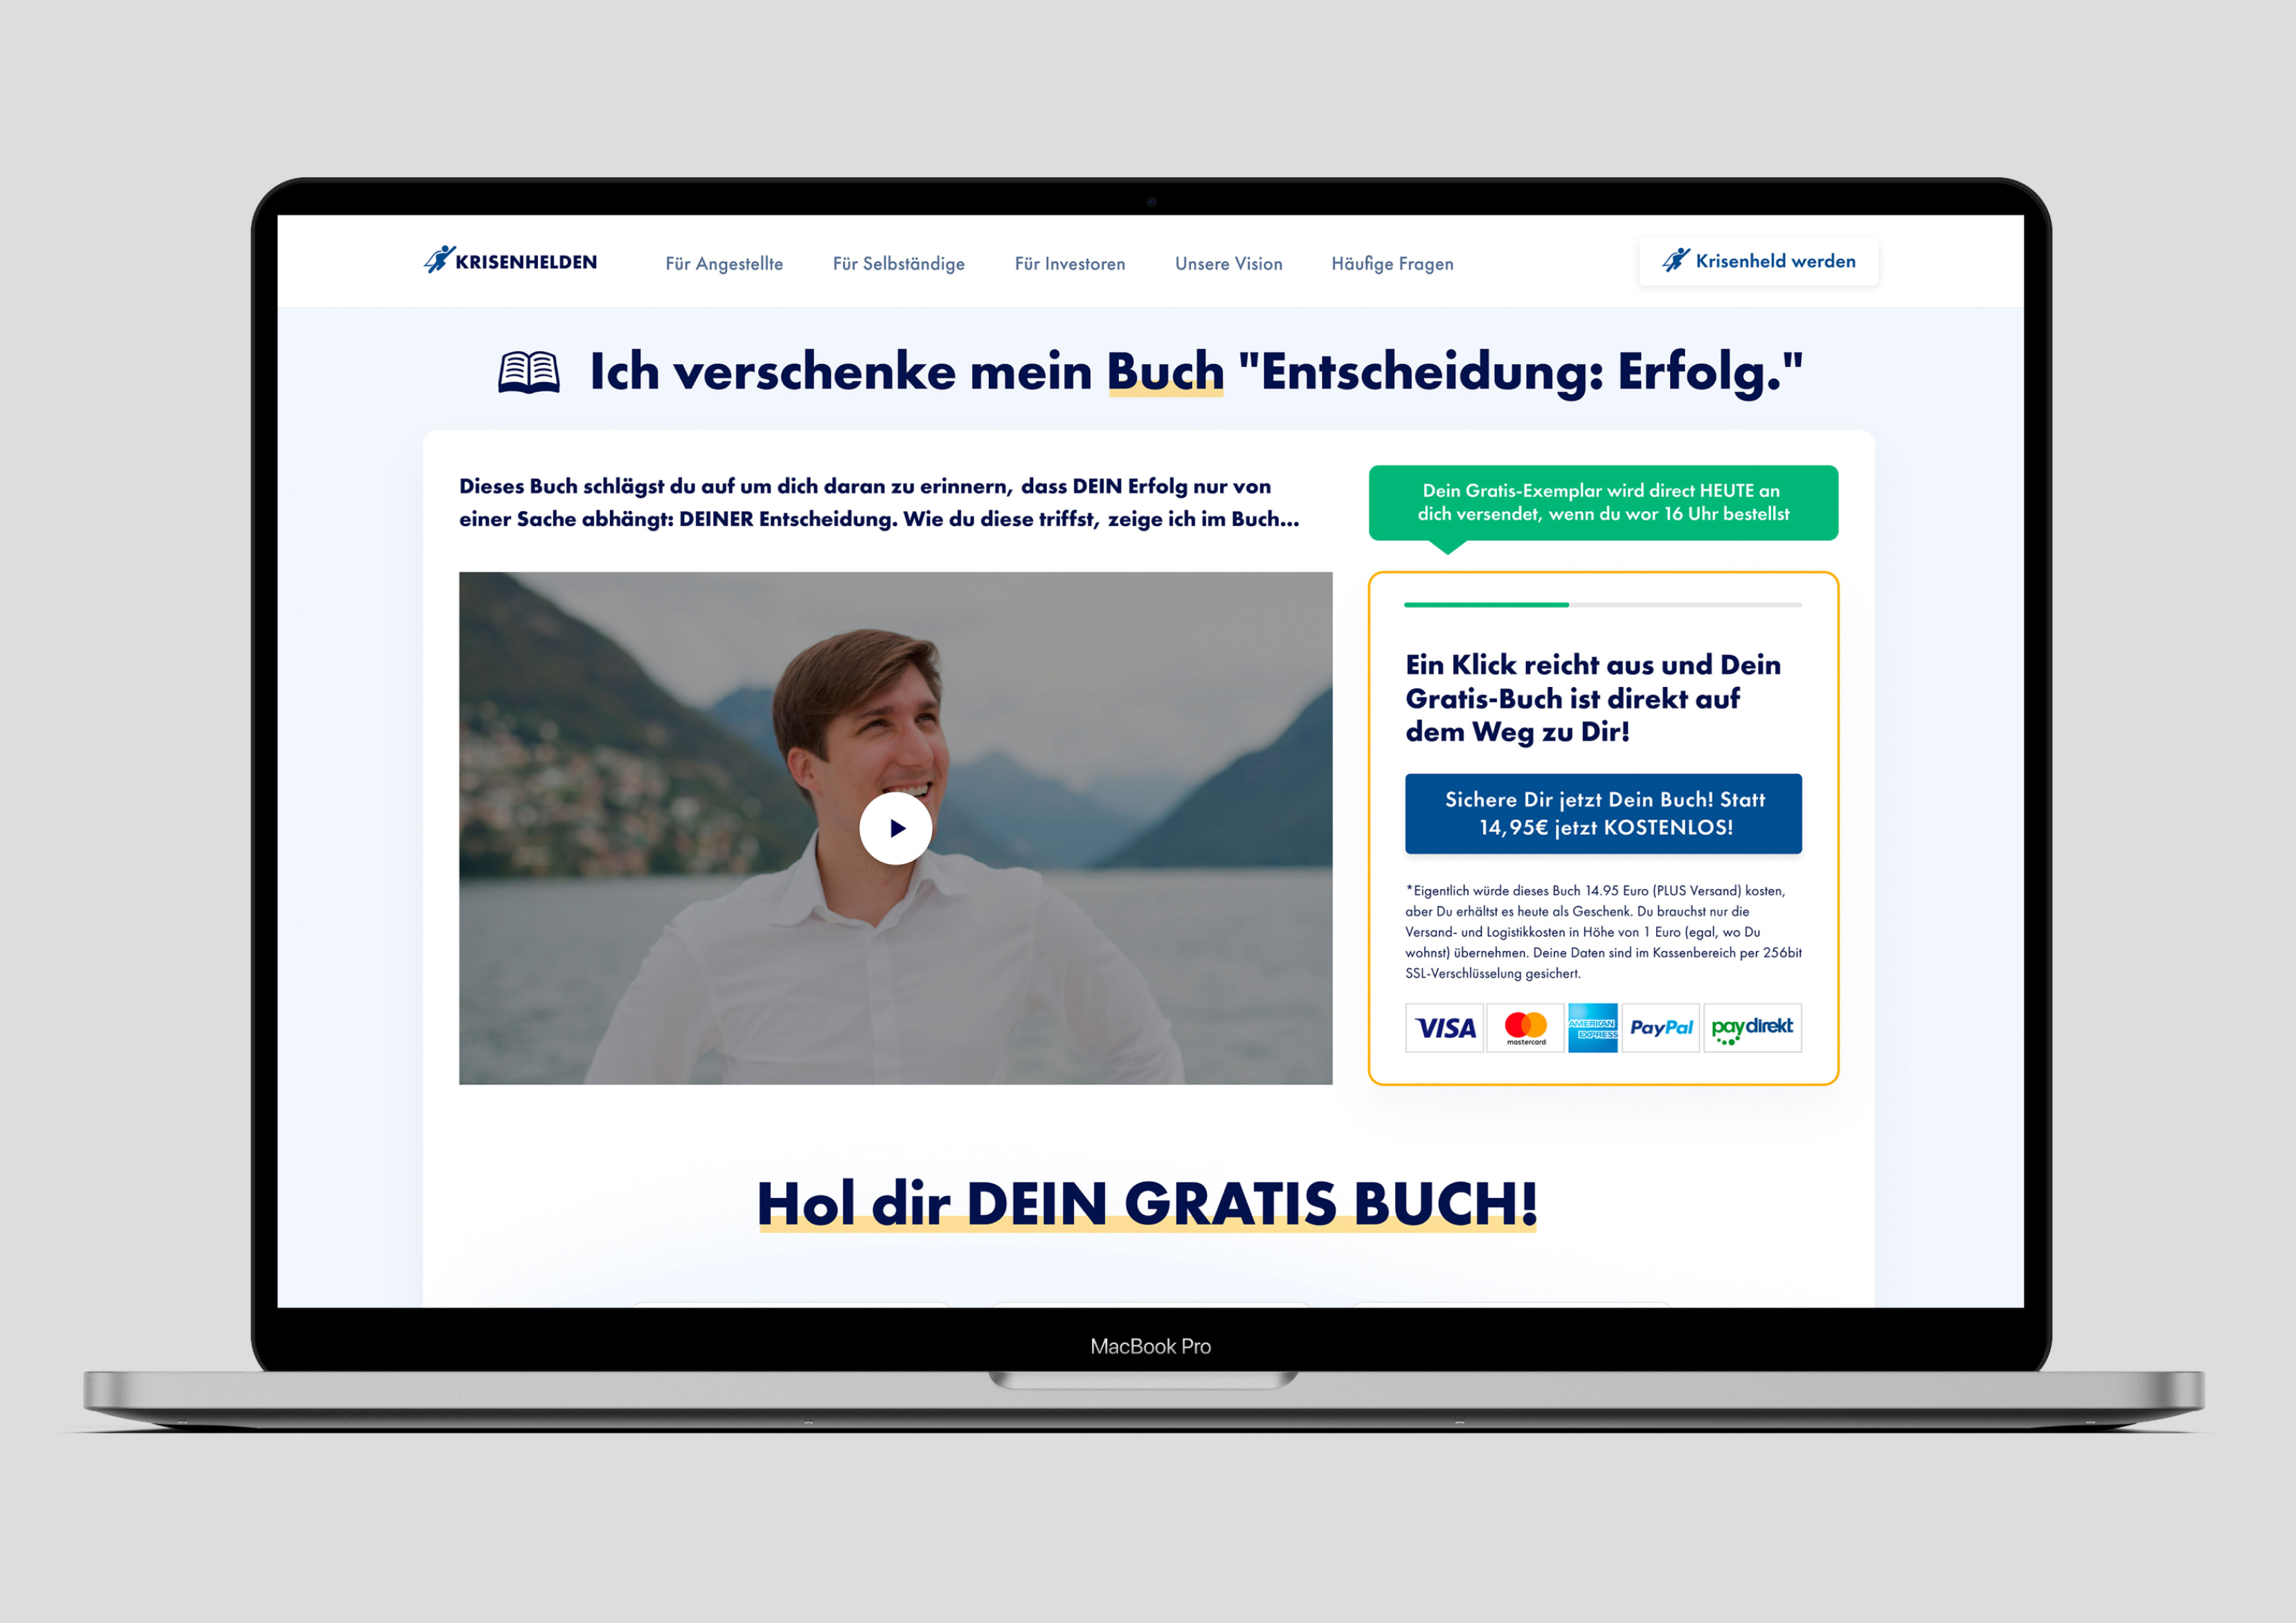 KRISENHELDEN
Für Angestellte
Für Selbständige
Für Investoren
Unsere Vision
Häufige Fragen
Krisenheld werden
Ich verschenke mein Buch "Entscheidung: Erfolg."
Dieses Buch schlägst du auf um dich daran zu erinnern, dass DEIN Erfolg nur von
einer Sache abhängt: DEINER Entscheidung. Wie du diese triffst, zeige ich im Buch...
Dein Gratis-Exemplar wird direct HEUTE an
dich versendet, wenn du wor 16 Uhr bestellst
Ein Klick reicht aus und Dein
Gratis-Buch ist direkt auf
dem Weg zu Dir!
Sichere Dir jetzt Dein Buch! Statt
14,95€ jetzt KOSTENLOS!
*Eigentlich würde dieses Buch 14.95 Euro (PLUS Versand) kosten,
aber Du erhältst es heute als Geschenk. Du brauchst nur die
Versand- und Logistikkosten in Höhe von 1 Euro (egal, wo Du
wohnst) übernehmen. Deine Daten sind im Kassenbereich per 256bit
SSL-Verschlüsselung gesichert.
VISA
mastercard
AMERICAN
EXPRESS
PayPal
paydirekt
Hol dir DEIN GRATIS BUCH!
MacBook Pro